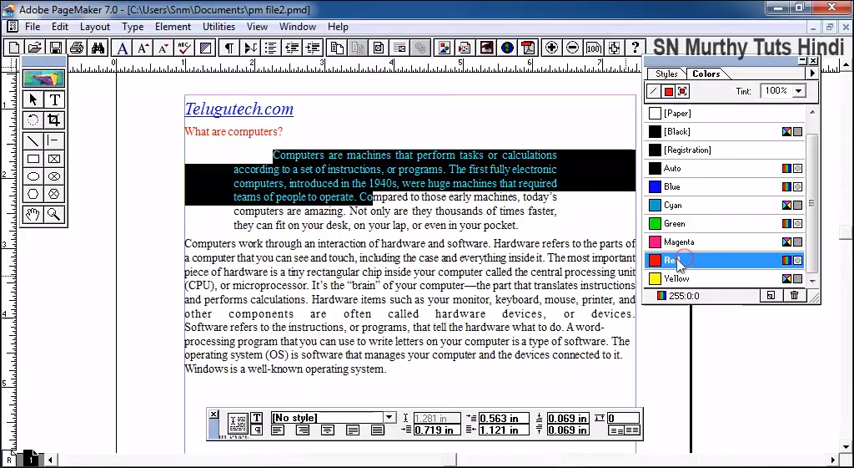 Adobe PageMaker 7.0 - [C:\Users\Snm\Documents\pm file2.pmd]
File Edit Layout Type Element Utilities View Window Help
SN Murthy Tuts Hindi
Styles Colors
Tint: 100%
[Paper]
[Black]
[Registration]
Auto
Blue
Cyan
Green
Magenta
Red
Yellow
255:0:0
0 1 2 3 4 5 6 7
Telugutech.com
What are computers?
Computers are machines that perform tasks or calculations
according to a set of instructions, or programs. The first fully electronic
computers, introduced in the 1940s, were huge machines that required
teams of people to operate. Compared to those early machines, today's
computers are amazing. Not only are they thousands of times faster,
they can fit on your desk, on your lap, or even in your pocket.
Computers work through an interaction of hardware and software. Hardware refers to the parts of
a computer that you can see and touch, including the case and everything inside it. The most important
piece of hardware is a tiny rectangular chip inside your computer called the central processing unit
(CPU), or microprocessor. It's the "brain" of your computer—the part that translates instructions
and performs calculations. Hardware items such as your monitor, keyboard, mouse, printer, and
other components are often called hardware devices, or devices.
Software refers to the instructions, or programs, that tell the hardware what to do. A word-
processing program that you can use to write letters on your computer is a type of software. The
operating system (OS) is software that manages your computer and the devices connected to it.
Windows is a well-known operating system.
[No style] 1.281 in 0.563 in 0.069 in 0
0.719 in 1.121 in 0.069 in
R 1